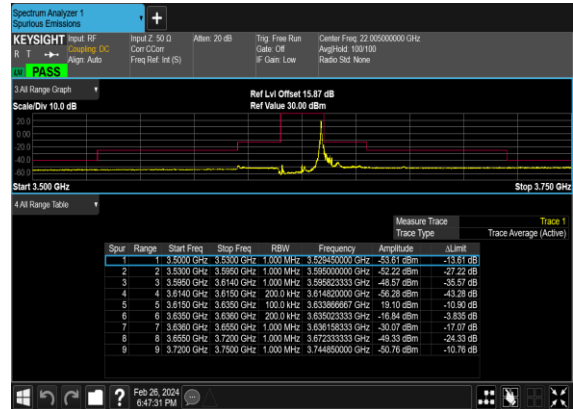 Spectrum Analyzer 1
Spurious Emissions
KEYSIGHT Input: RF Input Z: 50 Ω Atten: 20 dB Trig: Free Run Center Freq: 22.005000000 GHz
R T Coupling: DC Corr CCorr Gate: Off Avg|Hold: 100/100
Align: Auto Freq Ref: Int (S) IF Gain: Low Radio Std: None
PASS
3 All Range Graph
Ref Lvl Offset 15.87 dB
Scale/Div 10.0 dB Ref Value 30.00 dBm
20.0
0.00
-20.0
-40.0
-60.0
Start 3.500 GHz Stop 3.750 GHz
4 All Range Table
Measure Trace Trace 1
Trace Type Trace Average (Active)
Spur Range Start Freq Stop Freq RBW Frequency Amplitude ΔLimit
1 1 3.5000 GHz 3.5300 GHz 1.000 MHz 3.529450000 GHz -53.61 dBm -13.61 dB
2 2 3.5300 GHz 3.5950 GHz 1.000 MHz 3.595000000 GHz -52.22 dBm -27.22 dB
3 3 3.5950 GHz 3.6140 GHz 1.000 MHz 3.595823333 GHz -48.57 dBm -35.57 dB
4 4 3.6140 GHz 3.6150 GHz 200.0 kHz 3.614820000 GHz -56.28 dBm -43.28 dB
5 5 3.6150 GHz 3.6350 GHz 100.0 kHz 3.633866667 GHz 19.10 dBm -10.90 dB
6 6 3.6350 GHz 3.6360 GHz 200.0 kHz 3.635023333 GHz -16.84 dBm -3.835 dB
7 7 3.6360 GHz 3.6550 GHz 1.000 MHz 3.636158333 GHz -30.07 dBm -17.07 dB
8 8 3.6550 GHz 3.7200 GHz 1.000 MHz 3.672333333 GHz -49.33 dBm -24.33 dB
9 9 3.7200 GHz 3.7500 GHz 1.000 MHz 3.744850000 GHz -50.76 dBm -10.76 dB
Feb 26, 2024
6:47:31 PM